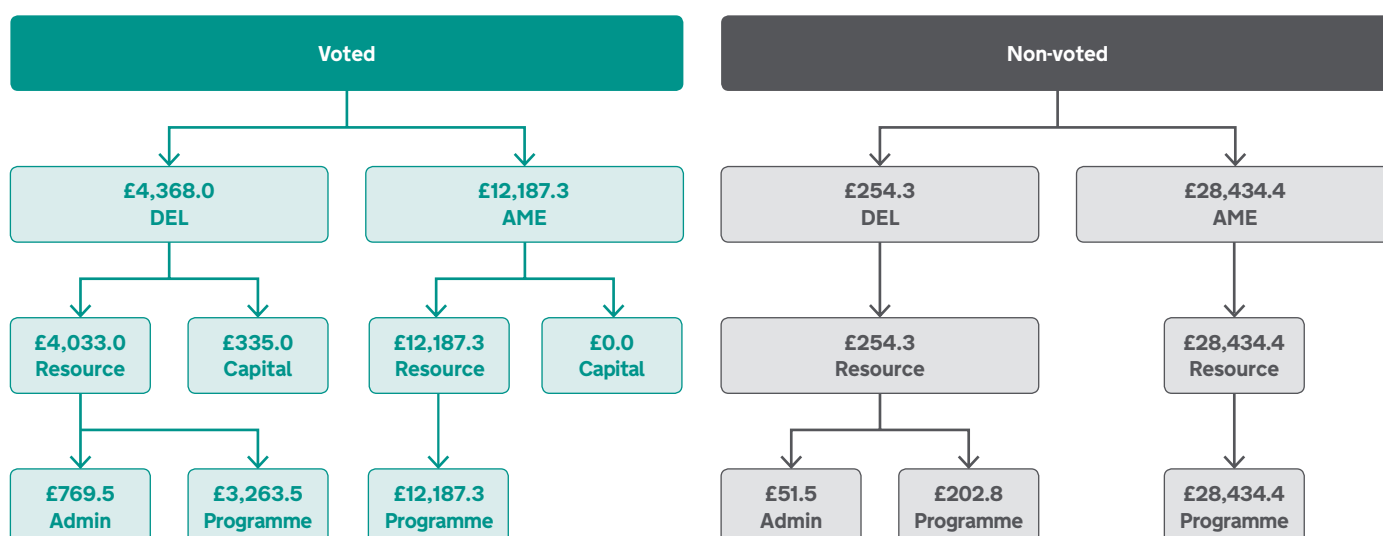 Voted
Non-voted
£4,368.0
DEL
£12,187.3
AME
£254.3
DEL
£28,434.4
AME
£4,033.0
Resource
£335.0
Capital
£12,187.3
Resource
£0.0
Capital
£254.3
Resource
£28,434.4
Resource
£769.5
Admin
£3,263.5
Programme
£12,187.3
Programme
£51.5
Admin
£202.8
Programme
£28,434.4
Programme